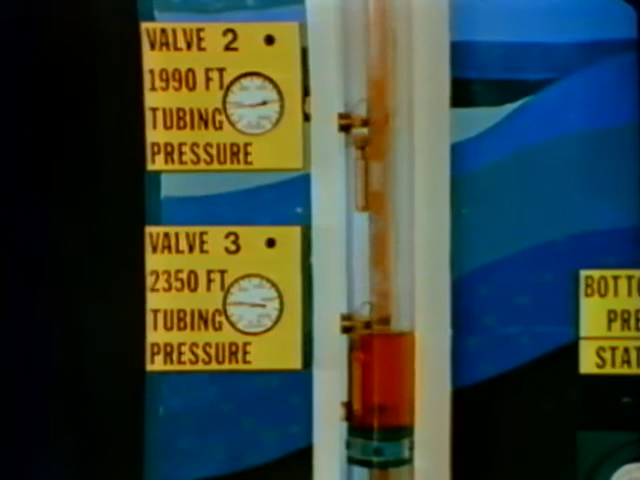 VALVE 2
1990 FT
TUBING
PRESSURE
VALVE 3
2350 FT
TUBING
PRESSURE
BOTTO
PRE
STAT